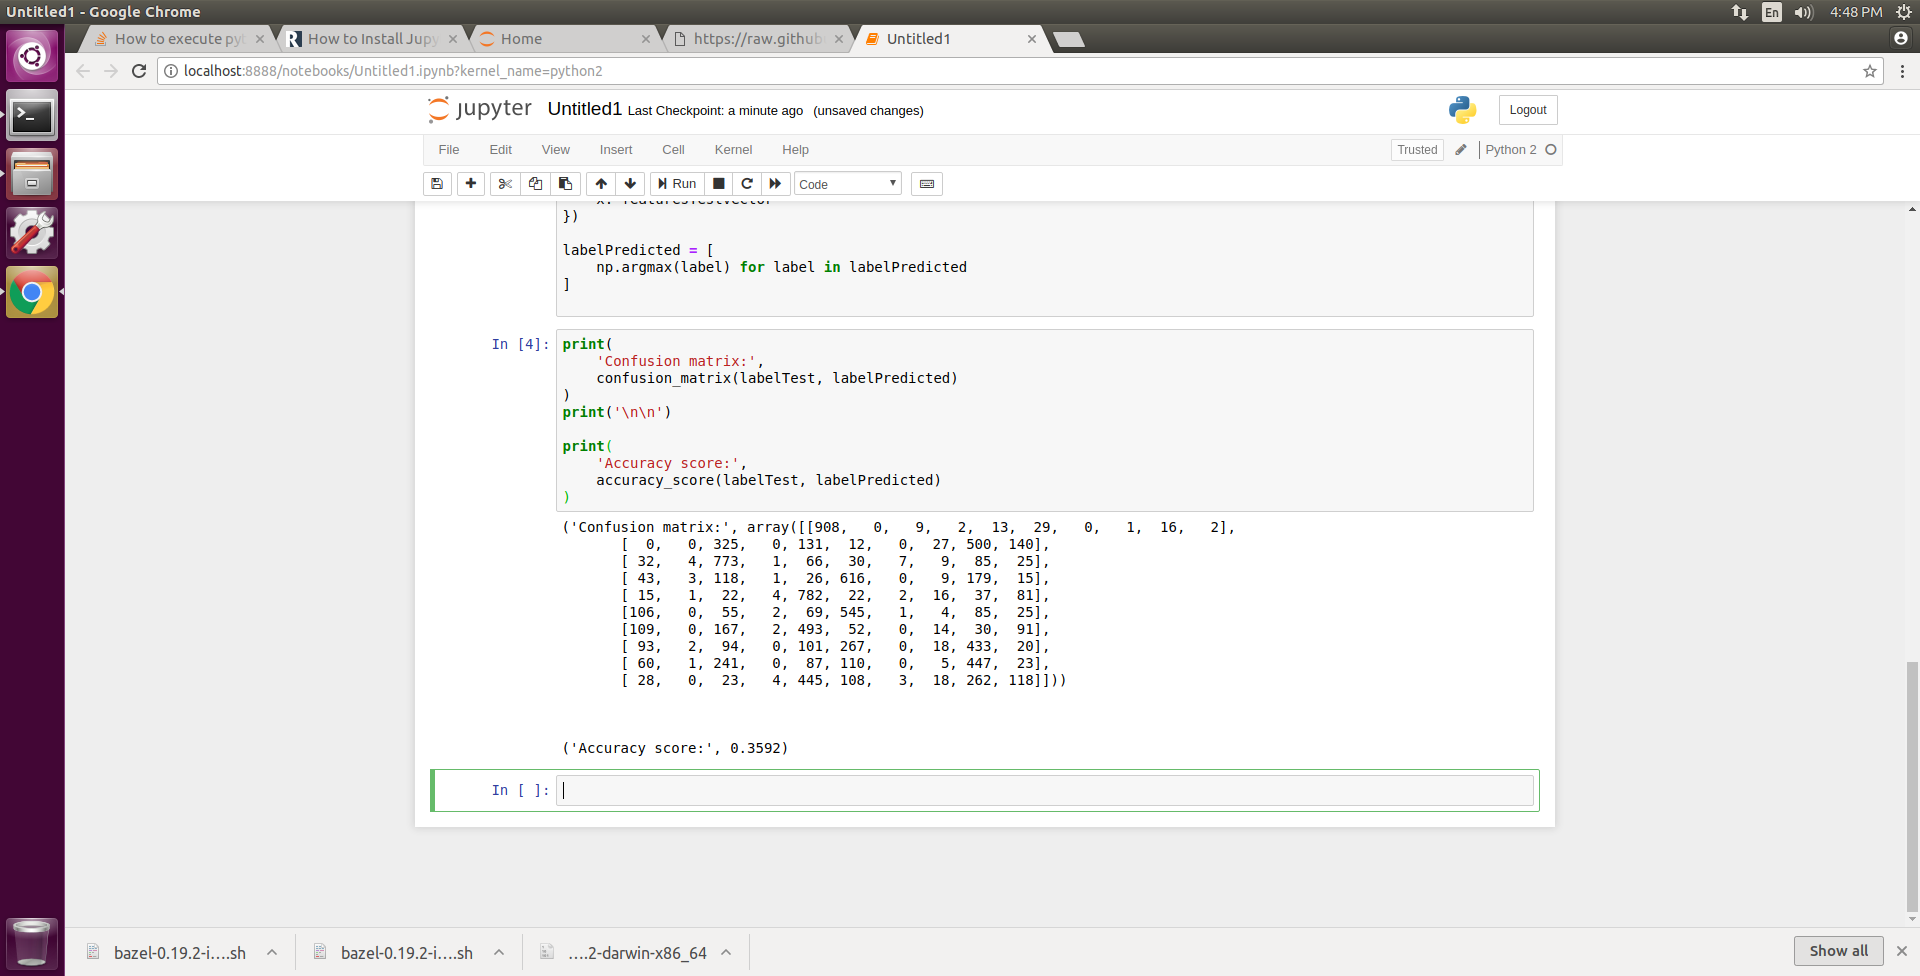 Untitled1 - Google Chrome
En
4:48 PM
How to execute pyt
How to Install Jupy
Home
https://raw.githubu
Untitled1
localhost:8888/notebooks/Untitled1.ipynb?kernel_name=python2
jupyter
Untitled1 Last Checkpoint: a minute ago (unsaved changes)
Logout
File Edit View Insert Cell Kernel Help
Trusted
Python 2
Run
Code
x: featuresTestVector
})
labelPredicted = [
    np.argmax(label) for label in labelPredicted
]
In [4]:
print(
    'Confusion matrix:',
    confusion_matrix(labelTest, labelPredicted)
)
print('\n\n')
print(
    'Accuracy score:',
    accuracy_score(labelTest, labelPredicted)
)
('Confusion matrix:', array([[908,   0,   9,   2,  13,  29,   0,   1,  16,   2],
       [  0,   0, 325,   0, 131,  12,   0,  27, 500, 140],
       [ 32,   4, 773,   1,  66,  30,   7,   9,  85,  25],
       [ 43,   3, 118,   1,  26, 616,   0,   9, 179,  15],
       [ 15,   1,  22,   4, 782,  22,   2,  16,  37,  81],
       [106,   0,  55,   2,  69, 545,   1,   4,  85,  25],
       [109,   0, 167,   2, 493,  52,   0,  14,  30,  91],
       [ 93,   2,  94,   0, 101, 267,   0,  18, 433,  20],
       [ 60,   1, 241,   0,  87, 110,   0,   5, 447,  23],
       [ 28,   0,  23,   4, 445, 108,   3,  18, 262, 118]]))
('Accuracy score:', 0.3592)
In [ ]:
bazel-0.19.2-i....sh
bazel-0.19.2-i....sh
....2-darwin-x86_64
Show all